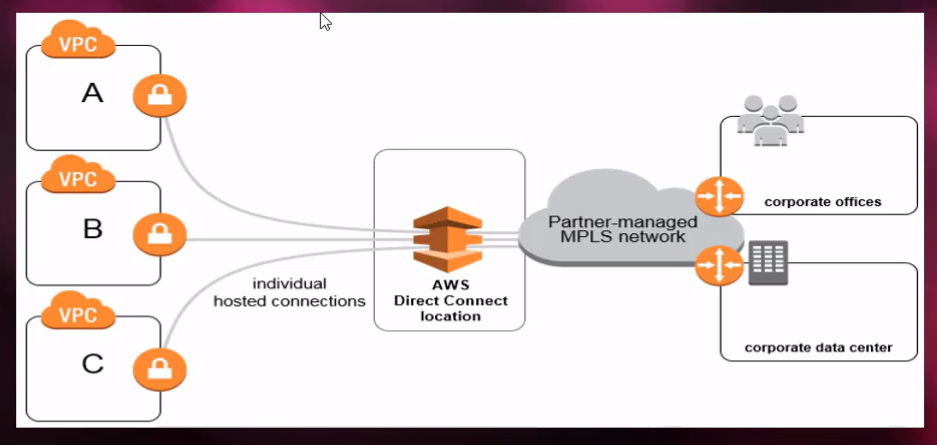 VPC
A
VPC
B
VPC
C
individual
hosted connections
AWS
Direct Connect
location
Partner-managed
MPLS network
corporate offices
corporate data center